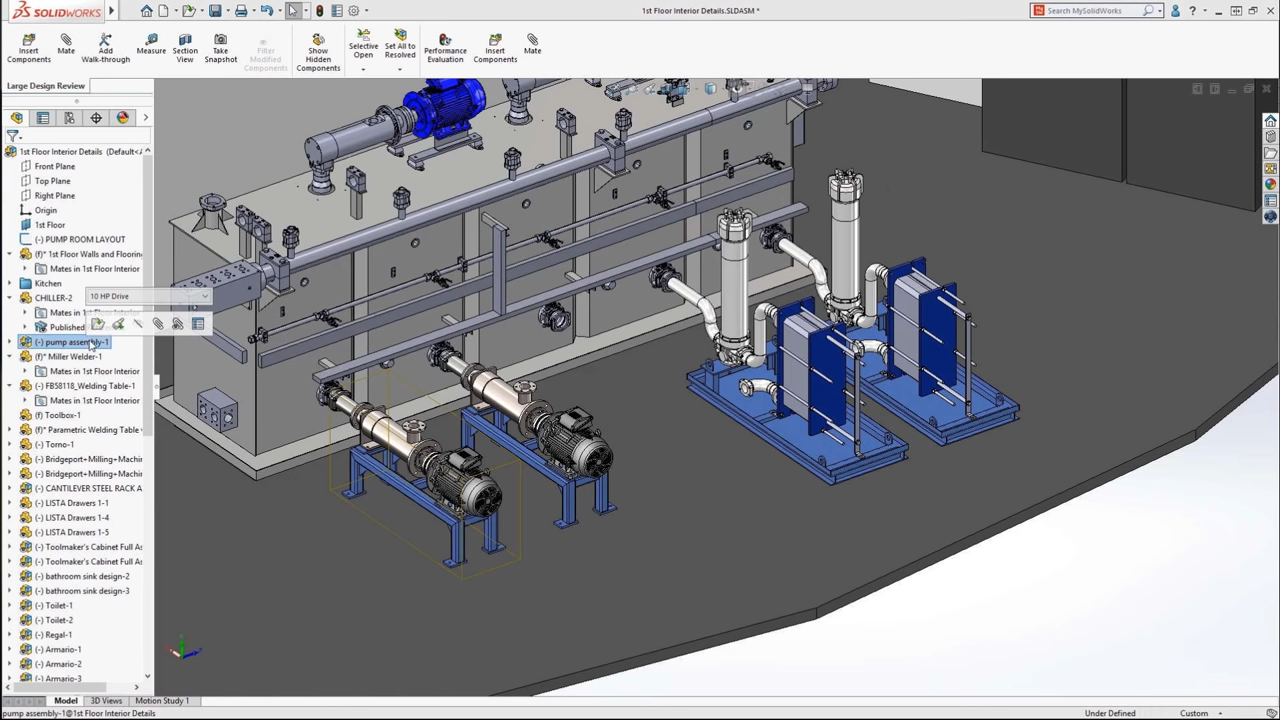 SOLIDWORKS
1st Floor Interior Details.SLDASM *
Search MySolidWorks
Insert Components
Mate
Add Walk-through
Measure
Section View
Take Snapshot
Filter Modified Components
Show Hidden Components
Selective Open
Set All to Resolved
Performance Evaluation
Insert Components
Mate
Large Design Review
1st Floor Interior Details (Default<
Front Plane
Top Plane
Right Plane
Origin
1st Floor
(-) PUMP ROOM LAYOUT
(f)* 1st Floor Walls and Flooring
Mates in 1st Floor Interior
Kitchen
CHILLER-2
10 HP Drive
Mates in 1st Floor Interior
Published
(-) pump assembly-1
(f)* Miller Welder-1
Mates in 1st Floor Interior
(-) FBS8118_Welding Table-1
Mates in 1st Floor Interior
(f) Toolbox-1
(f)* Parametric Welding Table
(-) Torno-1
(-) Bridgeport+Milling+Machin
(-) Bridgeport+Milling+Machin
(-) CANTILEVER STEEL RACK A
(-) LISTA Drawers 1-1
(-) LISTA Drawers 1-4
(-) LISTA Drawers 1-5
(-) Toolmaker's Cabinet Full As
(-) Toolmaker's Cabinet Full As
(-) bathroom sink design-2
(-) bathroom sink design-3
(-) Toilet-1
(-) Toilet-2
(-) Regal-1
(-) Armario-1
(-) Armario-2
(-) Armario-3
Model
3D Views
Motion Study 1
pump assembly-1@1st Floor Interior Details
Under Defined
Custom